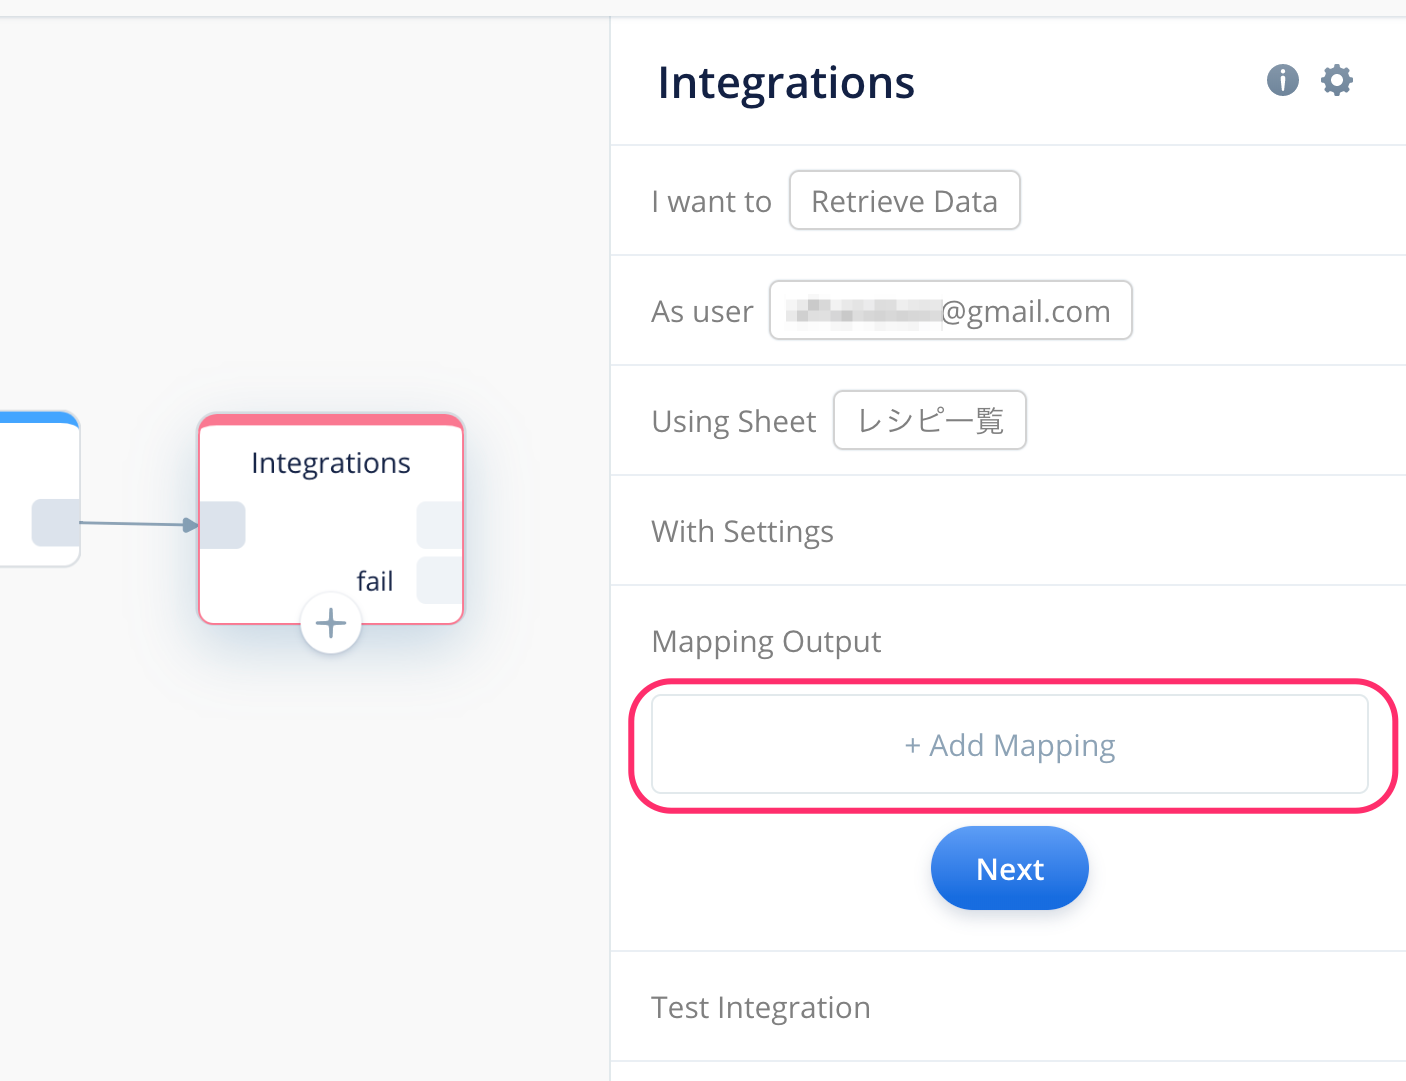 Integrations
I want to Retrieve Data
As user @gmail.com
Using Sheet レシピ一覧
Integrations
With Settings
fail
Mapping Output
+ Add Mapping
Next
Test Integration